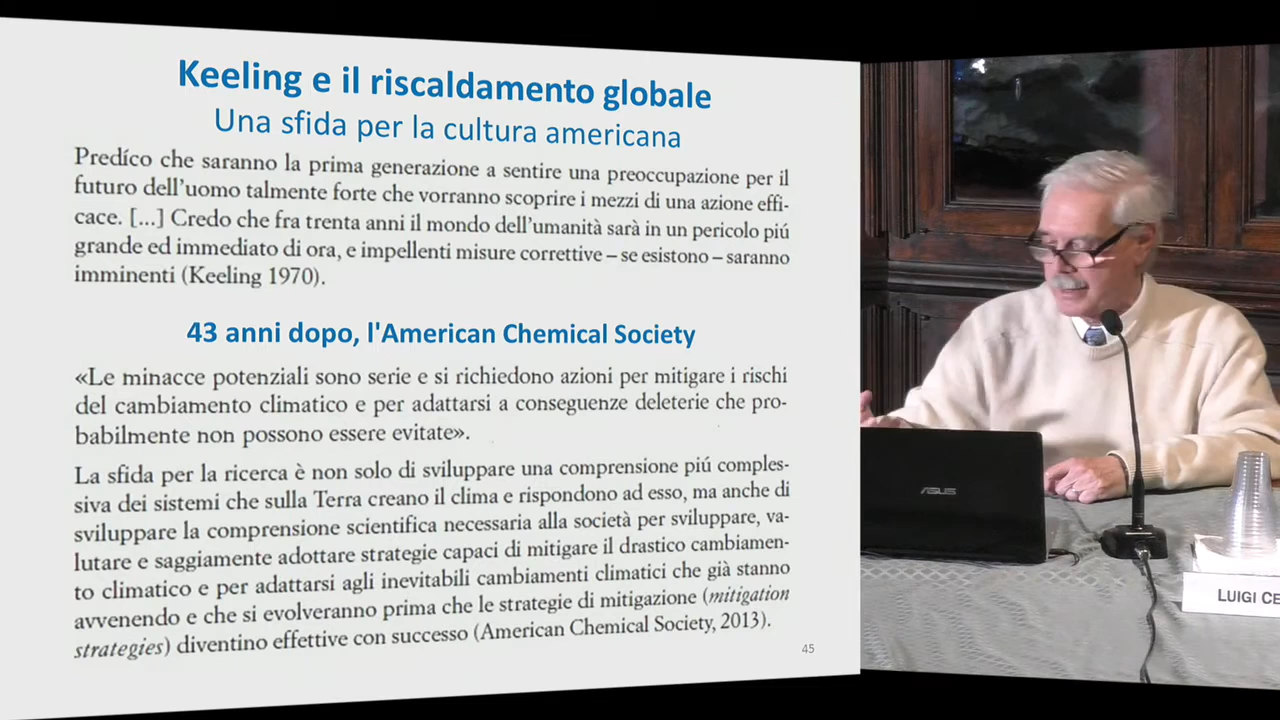 Keeling e il riscaldamento globale
Una sfida per la cultura americana
Predíco che saranno la prima generazione a sentire una preoccupazione per il
futuro dell'uomo talmente forte che vorranno scoprire i mezzi di una azione effi-
cace. [...] Credo che fra trenta anni il mondo dell'umanità sarà in un pericolo piú
grande ed immediato di ora, e impellenti misure correttive – se esistono – saranno
imminenti (Keeling 1970).
43 anni dopo, l'American Chemical Society
«Le minacce potenziali sono serie e si richiedono azioni per mitigare i rischi
del cambiamento climatico e per adattarsi a conseguenze deleterie che pro-
babilmente non possono essere evitate».
La sfida per la ricerca è non solo di sviluppare una comprensione piú comples-
siva dei sistemi che sulla Terra creano il clima e rispondono ad esso, ma anche di
sviluppare la comprensione scientifica necessaria alla società per sviluppare, va-
lutare e saggiamente adottare strategie capaci di mitigare il drastico cambiamen-
to climatico e per adattarsi agli inevitabili cambiamenti climatici che già stanno
avvenendo e che si evolveranno prima che le strategie di mitigazione (mitigation
strategies) diventino effettive con successo (American Chemical Society, 2013).
45
ASUS
LUIGI CE